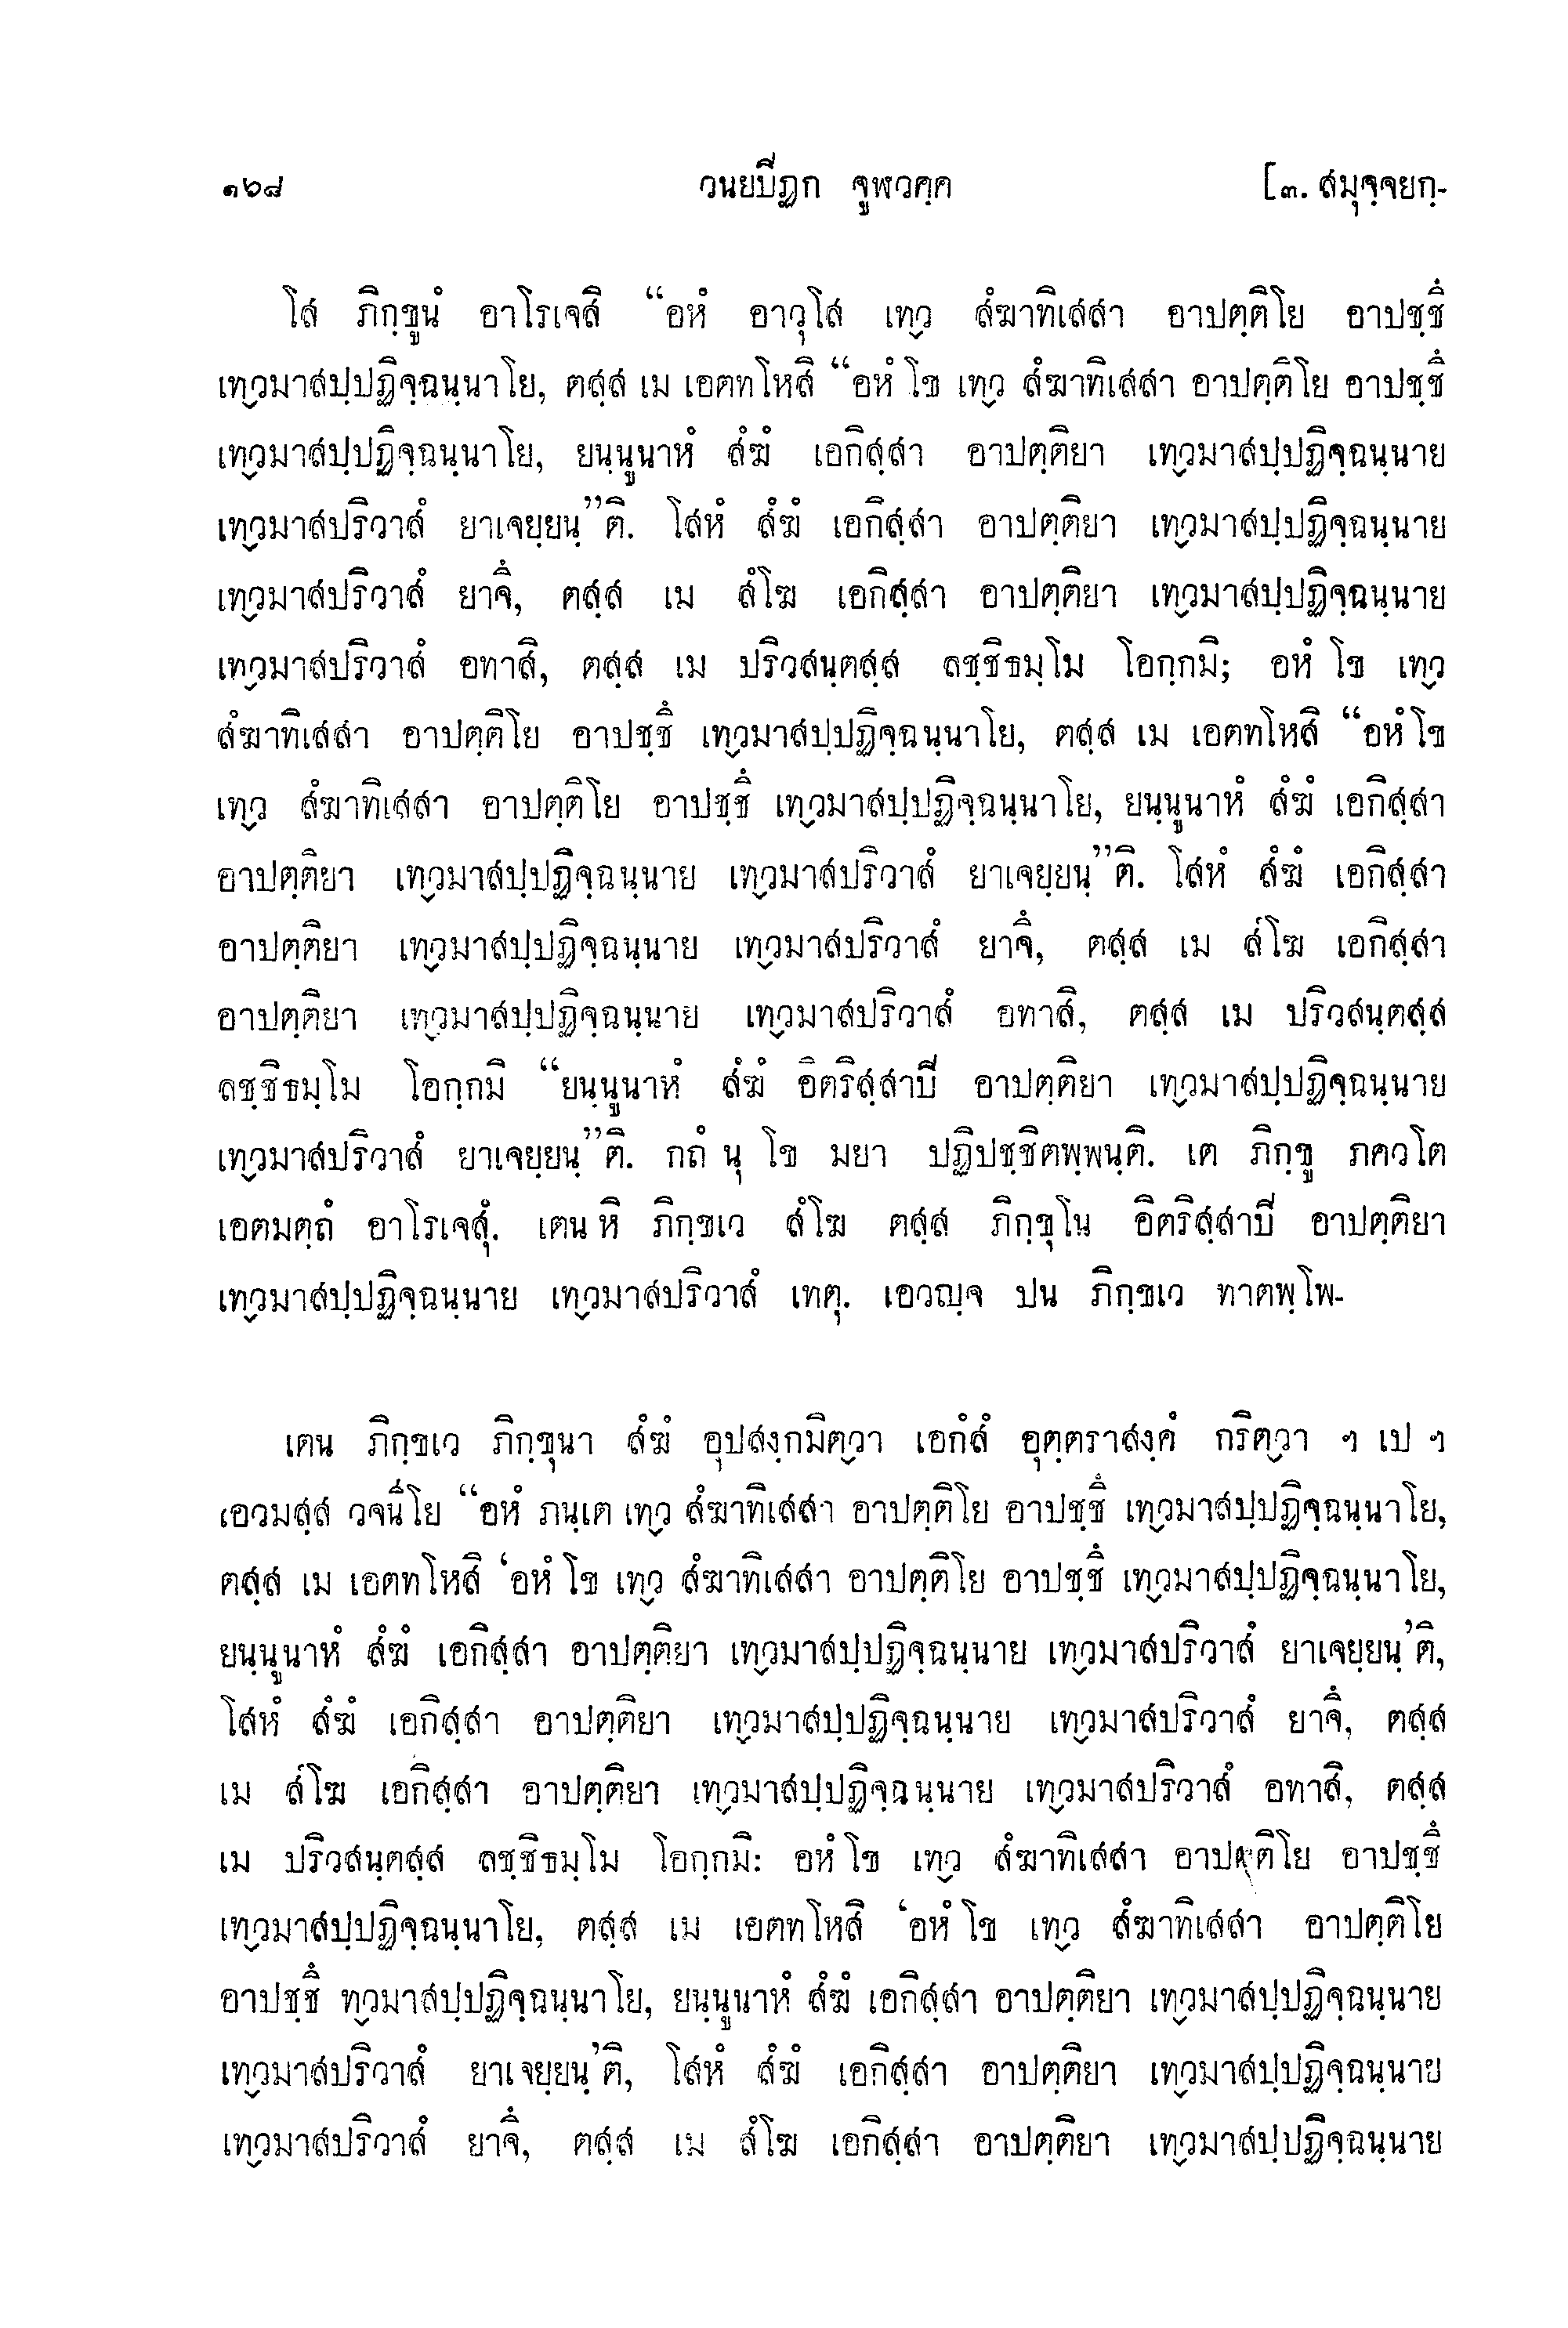 ๑๖๘ วนยปิฏก จูฬวคฺค [๓. สมุจฺจยกฺ-
โส ภิกฺขูนํ อาโรเจสิ “อหํ อาวุโส เทฺว สํฆาทิเสสา อาปตฺติโย อาปชฺชึ
เทฺวมาสปฺปฏิจฺฉนฺนาโย, ตสฺส เม เอตทโหสิ “อหํ โข เทฺว สํฆาทิเสสา อาปตฺติโย อาปชฺชึ
เทฺวมาสปฺปฏิจฺฉนฺนาโย, ยนฺนูนาหํ สํฆํ เอกิสฺสา อาปตฺติยา เทฺวมาสปฺปฏิจฺฉนฺนาย
เทฺวมาสปริวาสํ ยาเจยฺยนฺ”ติ. โสหํ สํฆํ เอกิสฺสา อาปตฺติยา เทฺวมาสปฺปฏิจฺฉนฺนาย
เทฺวมาสปริวาสํ ยาจึ, ตสฺส เม สํโฆ เอกิสฺสา อาปตฺติยา เทฺวมาสปฺปฏิจฺฉนฺนาย
เทฺวมาสปริวาสํ อทาสิ, ตสฺส เม ปริวสนฺตสฺส ลชฺชิธมฺโม โอกฺกมิ; อหํ โข เทฺว
สํฆาทิเสสา อาปตฺติโย อาปชฺชึ เทฺวมาสปฺปฏิจฺฉนฺนาโย, ตสฺส เม เอตทโหสิ “อหํ โข
เทฺว สํฆาทิเสสา อาปตฺติโย อาปชฺชึ เทฺวมาสปฺปฏิจฺฉนฺนาโย, ยนฺนูนาหํ สํฆํ เอกิสฺสา
อาปตฺติยา เทฺวมาสปฺปฏิจฺฉนฺนาย เทฺวมาสปริวาสํ ยาเจยฺยนฺ”ติ. โสหํ สํฆํ เอกิสฺสา
อาปตฺติยา เทฺวมาสปฺปฏิจฺฉนฺนาย เทฺวมาสปริวาสํ ยาจึ, ตสฺส เม สํโฆ เอกิสฺสา
อาปตฺติยา เทฺวมาสปฺปฏิจฺฉนฺนาย เทฺวมาสปริวาสํ อทาสิ, ตสฺส เม ปริวสนฺตสฺส
ลชฺชิธมฺโม โอกฺกมิ “ยนฺนูนาหํ สํฆํ อิตริสฺสาปิ อาปตฺติยา เทฺวมาสปฺปฏิจฺฉนฺนาย
เทฺวมาสปริวาสํ ยาเจยฺยนฺ”ติ. กถํ นุ โข มยา ปฏิปชฺชิตพฺพนฺติ. เต ภิกฺขู ภควโต
เอตมตฺถํ อาโรเจสุํ. เตน หิ ภิกฺขเว สํโฆ ตสฺส ภิกฺขุโน อิตริสฺสาปิ อาปตฺติยา
เทฺวมาสปฺปฏิจฺฉนฺนาย เทฺวมาสปริวาสํ เทตุ. เอวญฺจ ปน ภิกฺขเว ทาตพฺโพ-
เตน ภิกฺขเว ภิกฺขุนา สํฆํ อุปสงฺกมิตฺวา เอกํสํ อุตฺตราสงฺคํ กริตฺวา ฯ เป ฯ
เอวมสฺส วจนีโย “อหํ ภนฺเต เทฺว สํฆาทิเสสา อาปตฺติโย อาปชฺชึ เทฺวมาสปฺปฏิจฺฉนฺนาโย,
ตสฺส เม เอตทโหสิ ‘อหํ โข เทฺว สํฆาทิเสสา อาปตฺติโย อาปชฺชึ เทฺวมาสปฺปฏิจฺฉนฺนาโย,
ยนฺนูนาหํ สํฆํ เอกิสฺสา อาปตฺติยา เทฺวมาสปฺปฏิจฺฉนฺนาย เทฺวมาสปริวาสํ ยาเจยฺยนฺ’ติ,
โสหํ สํฆํ เอกิสฺสา อาปตฺติยา เทฺวมาสปฺปฏิจฺฉนฺนาย เทฺวมาสปริวาสํ ยาจึ, ตสฺส
เม สํโฆ เอกิสฺสา อาปตฺติยา เทฺวมาสปฺปฏิจฺฉนฺนาย เทฺวมาสปริวาสํ อทาสิ, ตสฺส
เม ปริวสนฺตสฺส ลชฺชิธมฺโม โอกฺกมิ: อหํ โข เทฺว สํฆาทิเสสา อาปตฺติโย อาปชฺชึ
เทฺวมาสปฺปฏิจฺฉนฺนาโย, ตสฺส เม เอตทโหสิ ‘อหํ โข เทฺว สํฆาทิเสสา อาปตฺติโย
อาปชฺชึ ทฺวมาสปฺปฏิจฺฉนฺนาโย, ยนฺนูนาหํ สํฆํ เอกิสฺสา อาปตฺติยา เทฺวมาสปฺปฏิจฺฉนฺนาย
เทฺวมาสปริวาสํ ยาเจยฺยนฺ’ติ, โสหํ สํฆํ เอกิสฺสา อาปตฺติยา เทฺวมาสปฺปฏิจฺฉนฺนาย
เทฺวมาสปริวาสํ ยาจึ, ตสฺส เม สํโฆ เอกิสฺสา อาปตฺติยา เทฺวมาสปฺปฏิจฺฉนฺนาย